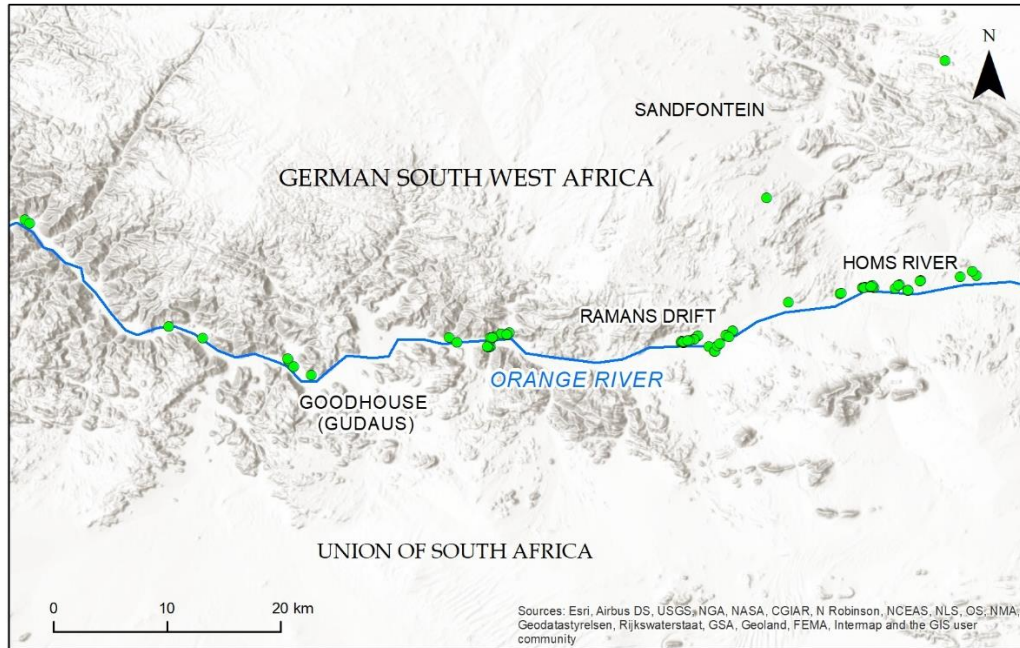 N
SANDFONTEIN
GERMAN SOUTH WEST AFRICA
HOMS RIVER
RAMANS DRIFT
ORANGE RIVER
GOODHOUSE
(GUDAUS)
UNION OF SOUTH AFRICA
0 10 20 km
Sources: Esri, Airbus DS, USGS, NGA, NASA, CGIAR, N Robinson, NCEAS, NLS, OS, NMA,
Geodatastyrelsen, Rijkswaterstaat, GSA, Geoland, FEMA, Intermap and the GIS user
community